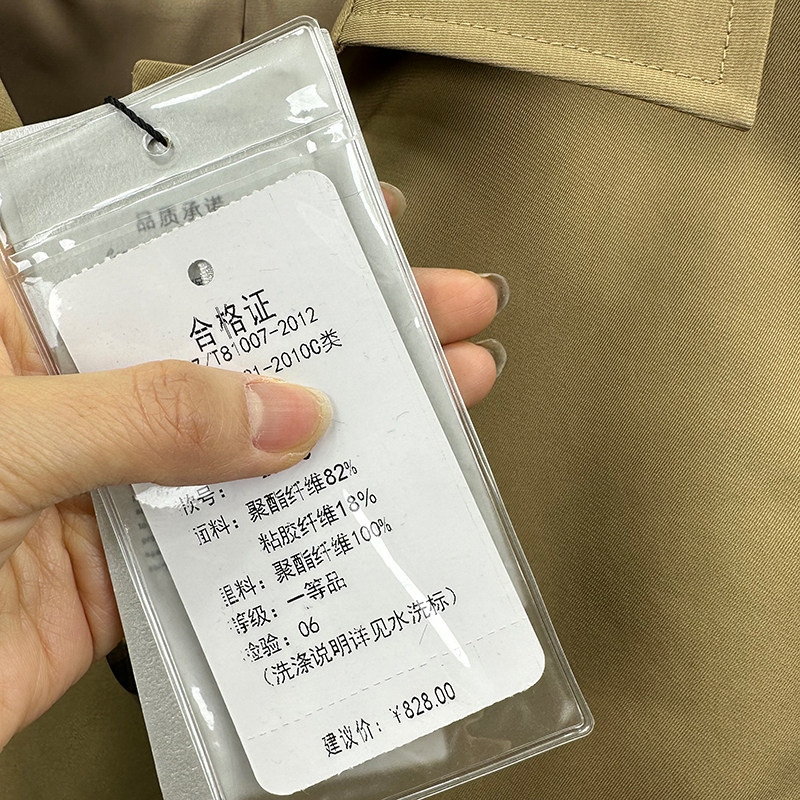 品质承诺
合格证
/T81007-2012
01-2010C类
款号：
面料：聚酯纤维82%
粘胶纤维18%
里料：聚酯纤维100%
等级：一等品
检验：06
（洗涤说明详见水洗标）
建议价：¥828.00